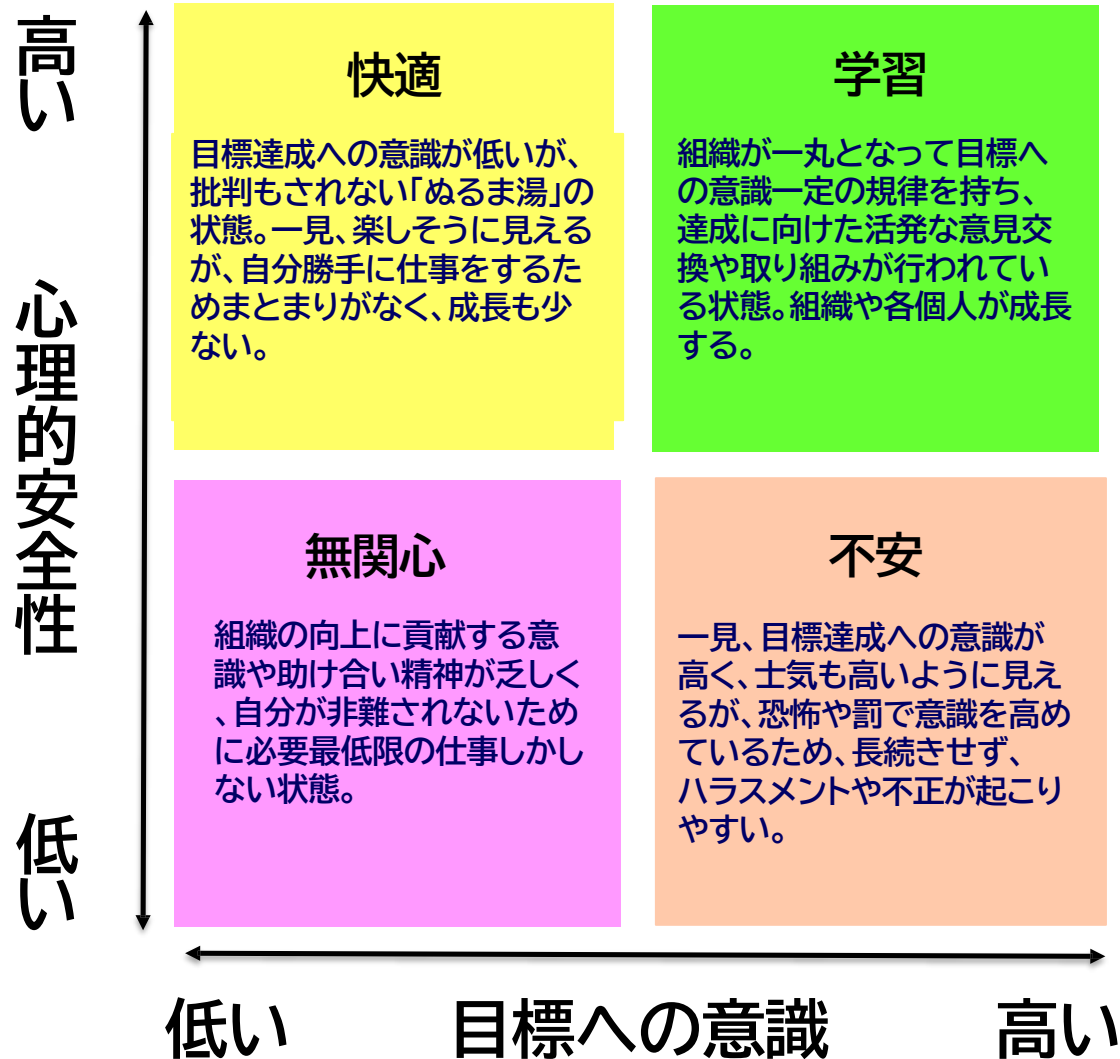 高い
心理的安全性
低い
快適
目標達成への意識が低いが、
批判もされない「ぬるま湯」の
状態。一見、楽しそうに見える
が、自分勝手に仕事をするた
めまとまりがなく、成長も少
ない。
学習
組織が一丸となって目標へ
の意識一定の規律を持ち、
達成に向けた活発な意見交
換や取り組みが行われてい
る状態。組織や各個人が成長
する。
無関心
組織の向上に貢献する意
識や助け合い精神が乏しく
、自分が非難されないため
に必要最低限の仕事しかし
ない状態。
不安
一見、目標達成への意識が
高く、士気も高いように見え
るが、恐怖や罰で意識を高め
ているため、長続きせず、
ハラスメントや不正が起こり
やすい。
低い 目標への意識 高い